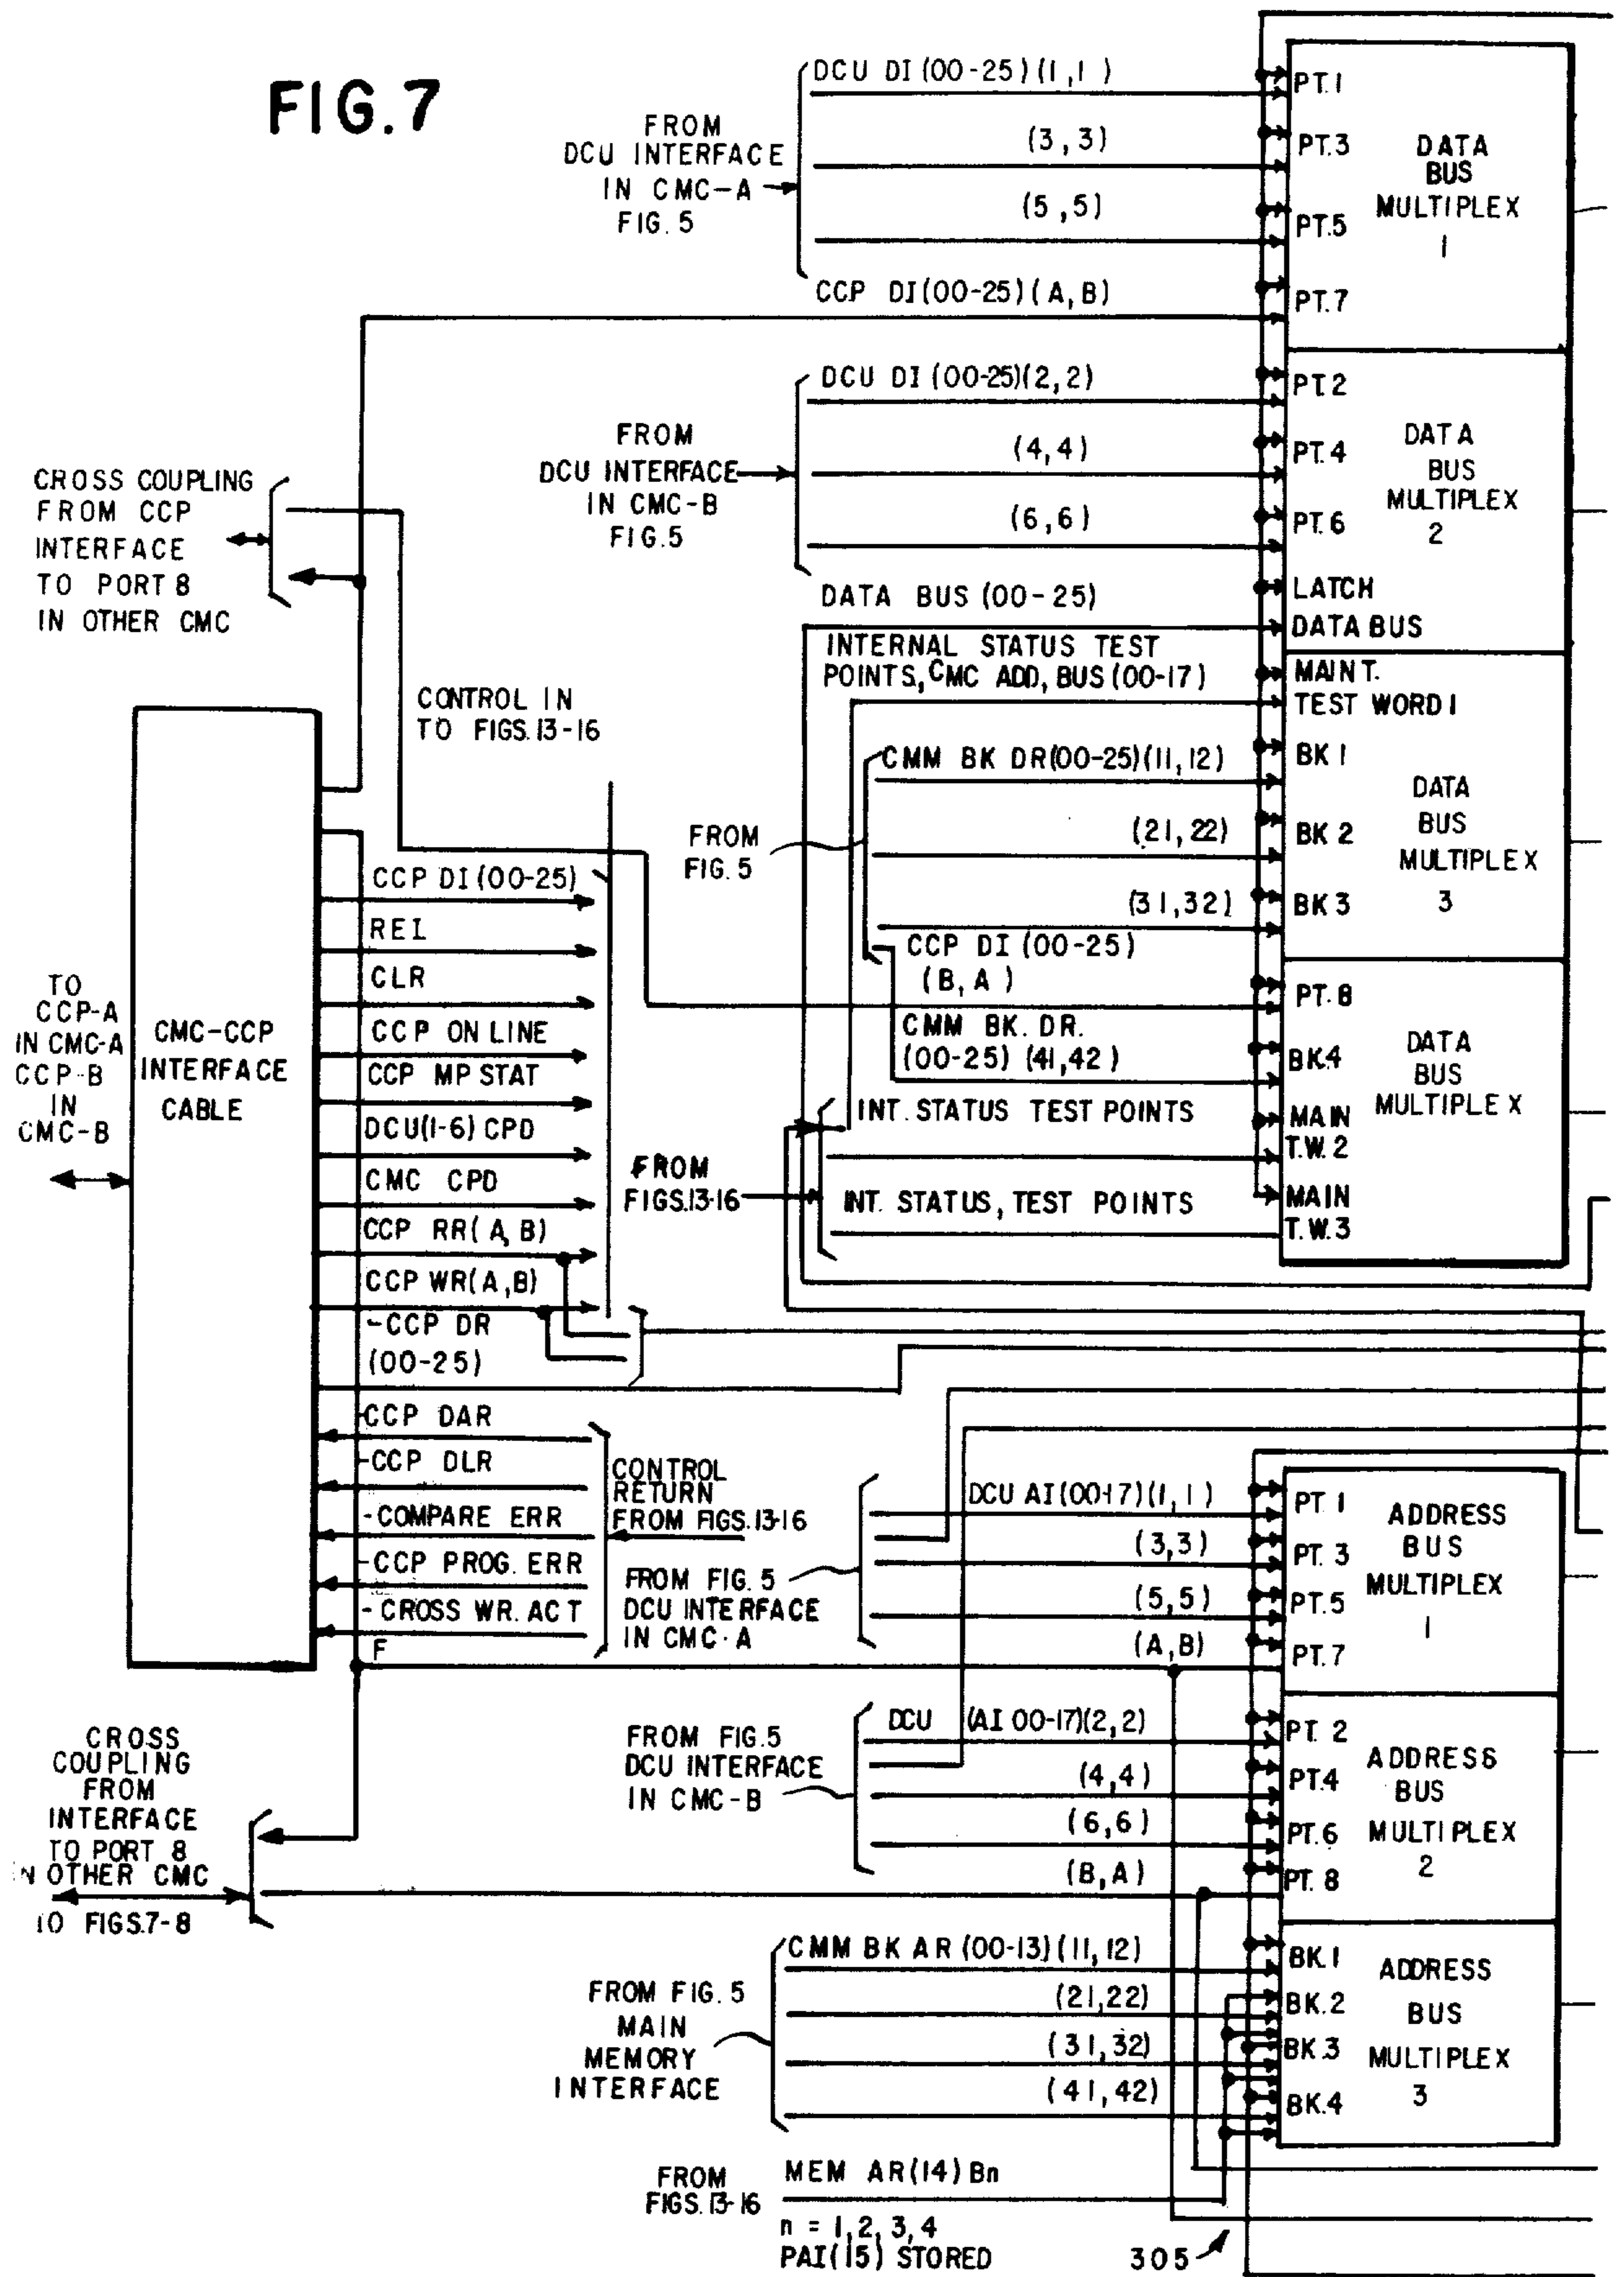 FIG.7
DCU DI(00-25)(1,1)
FROM
DCU INTERFACE
IN CMC-A
FIG. 5
(3,3)
(5,5)
CCP DI(00-25)(A,B)
PT.1
PT.3
PT.5
PT.7
DATA
BUS
MULTIPLEX
1
DCU DI(00-25)(2,2)
FROM
DCU INTERFACE
IN CMC-B
FIG.5
(4,4)
(6,6)
DATA BUS (00-25)
PT.2
PT.4
PT.6
LATCH
DATA BUS
DATA
BUS
MULTIPLEX
2
CROSS COUPLING
FROM CCP
INTERFACE
TO PORT 8
IN OTHER CMC
CONTROL IN
TO FIGS.13-16
INTERNAL STATUS TEST
POINTS, CMC ADD, BUS (00-17)
CMM BK DR(00-25)(11,12)
FROM
FIG. 5
(21,22)
(31,32)
MAINT.
TEST WORD 1
BK 1
BK 2
BK 3
DATA
BUS
MULTIPLEX
3
CCP DI (00-25)
(B,A)
CMM BK. DR.
(00-25) (41,42)
INT. STATUS TEST POINTS
FROM
FIGS.13-16
INT. STATUS, TEST POINTS
PT.8
BK.4
MAIN
T.W.2
MAIN
T.W.3
DATA
BUS
MULTIPLEX
TO
CCP-A
IN CMC-A
CCP-B
IN
CMC-B
CMC-CCP
INTERFACE
CABLE
CCP DI(00-25)
REI
CLR
CCP ON LINE
CCP MP STAT
DCU(1-6) CPD
CMC CPD
CCP RR(A,B)
CCP WR(A,B)
-CCP DR
(00-25)
-CCP DAR
-CCP DLR
-COMPARE ERR
-CCP PROG. ERR
-CROSS WR. ACT
F
CONTROL
RETURN
FROM FIGS.13-16
DCU AI(00-17)(1,1)
(3,3)
(5,5)
(A,B)
FROM FIG. 5
DCU INTERFACE
IN CMC-A
PT.1
PT.3
PT.5
PT.7
ADDRESS
BUS
MULTIPLEX
1
CROSS
COUPLING
FROM
INTERFACE
TO PORT 8
IN OTHER CMC
TO FIGS.7-8
FROM FIG.5
DCU INTERFACE
IN CMC-B
DCU (AI 00-17)(2,2)
(4,4)
(6,6)
(B,A)
PT. 2
PT.4
PT.6
PT.8
ADDRESS
BUS
MULTIPLEX
2
FROM FIG. 5
MAIN
MEMORY
INTERFACE
CMM BK AR (00-13)(11,12)
(21,22)
(31,32)
(41,42)
BK.1
BK.2
BK.3
BK.4
ADDRESS
BUS
MULTIPLEX
3
FROM
FIGS. 13-16
MEM AR(14) Bn
n = 1,2,3,4
PAI(15) STORED
305